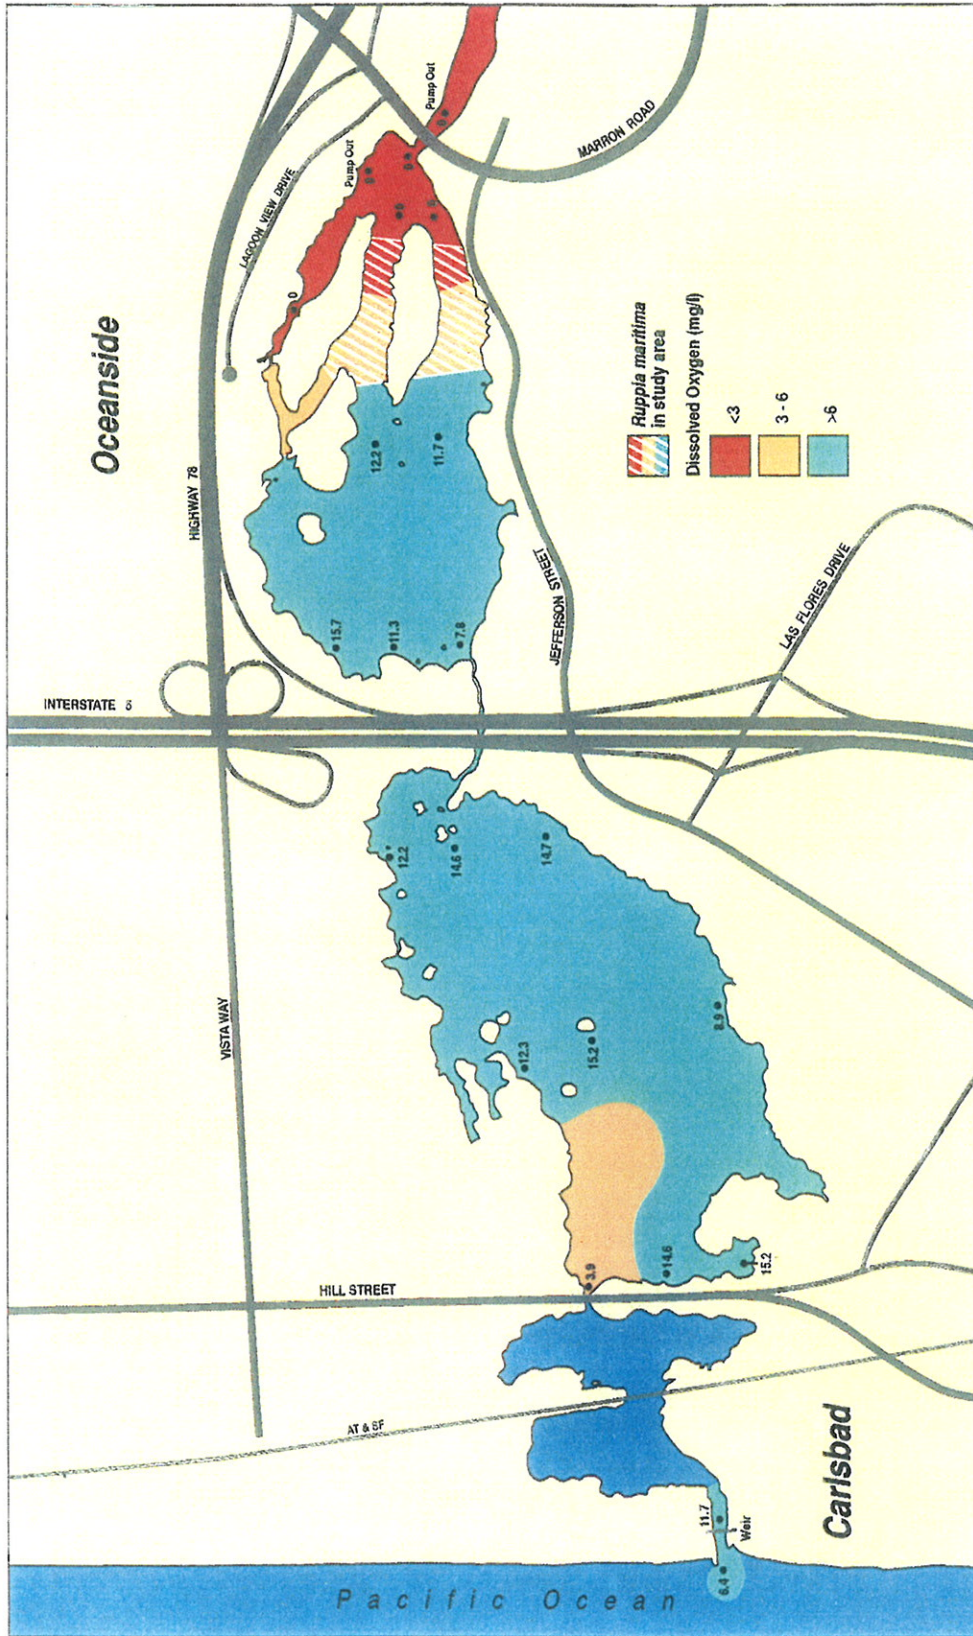 Oceanside
HIGHWAY 78
LAGOON VIEW DRIVE
Pump Out
Pump Out
MARRON ROAD
0
0
0
Ruppia maritima
in study area
Dissolved Oxygen (mg/l)
<3
3 - 6
>6
12.2
11.7
15.7
11.3
7.8
JEFFERSON STREET
LAS FLORES DRIVE
INTERSTATE 5
VISTA WAY
12.2
14.6
14.7
12.3
15.2
8.9
3.9
14.6
15.2
HILL STREET
AT & SF
Carlsbad
11.7
Weir
6.4
Pacific Ocean